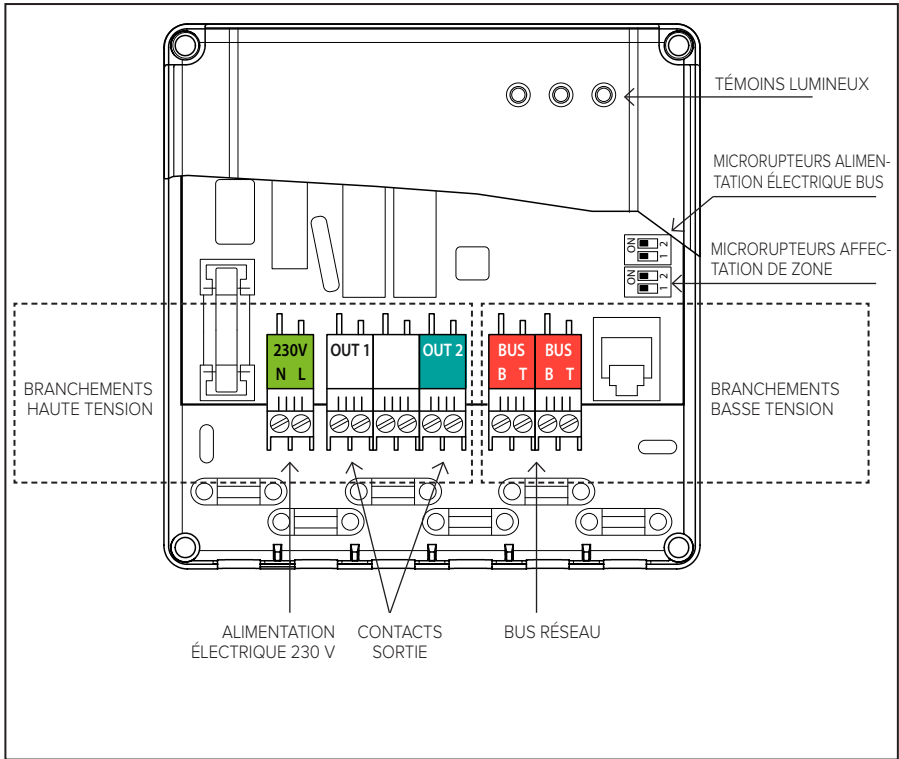 TÉMOINS LUMINEUX
MICRORUPTEURS ALIMEN-
TATION ÉLECTRIQUE BUS
ON
1 2
MICRORUPTEURS AFFEC-
TATION DE ZONE
ON
1 2
230V
N L
OUT 1
OUT 2
BUS
B T
BUS
B T
BRANCHEMENTS
HAUTE TENSION
BRANCHEMENTS
BASSE TENSION
ALIMENTATION
ÉLECTRIQUE 230 V
CONTACTS
SORTIE
BUS RÉSEAU